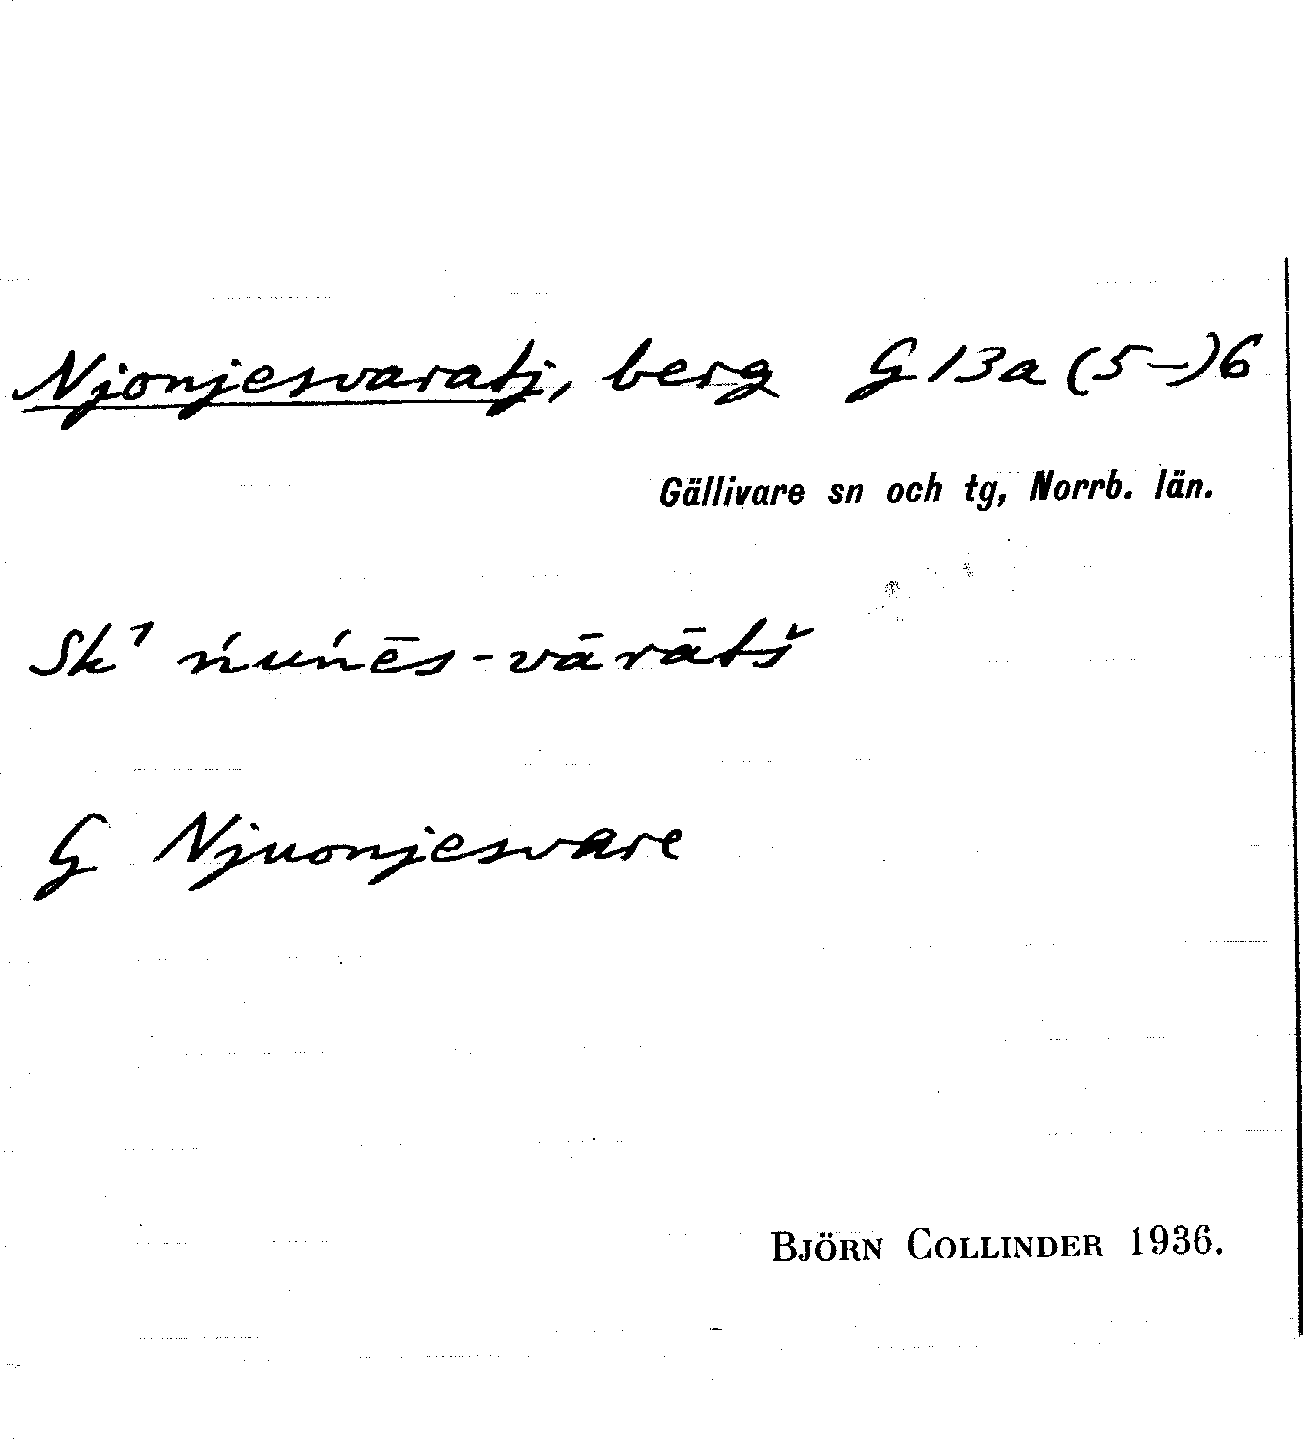 Njonjesvaratj, berg G 13a (5-)6
Gällivare sn och tg, Norrb. län.
Sk¹ ńuńēs-vārātš
G Njuonjesvare
BJÖRN COLLINDER 1936.